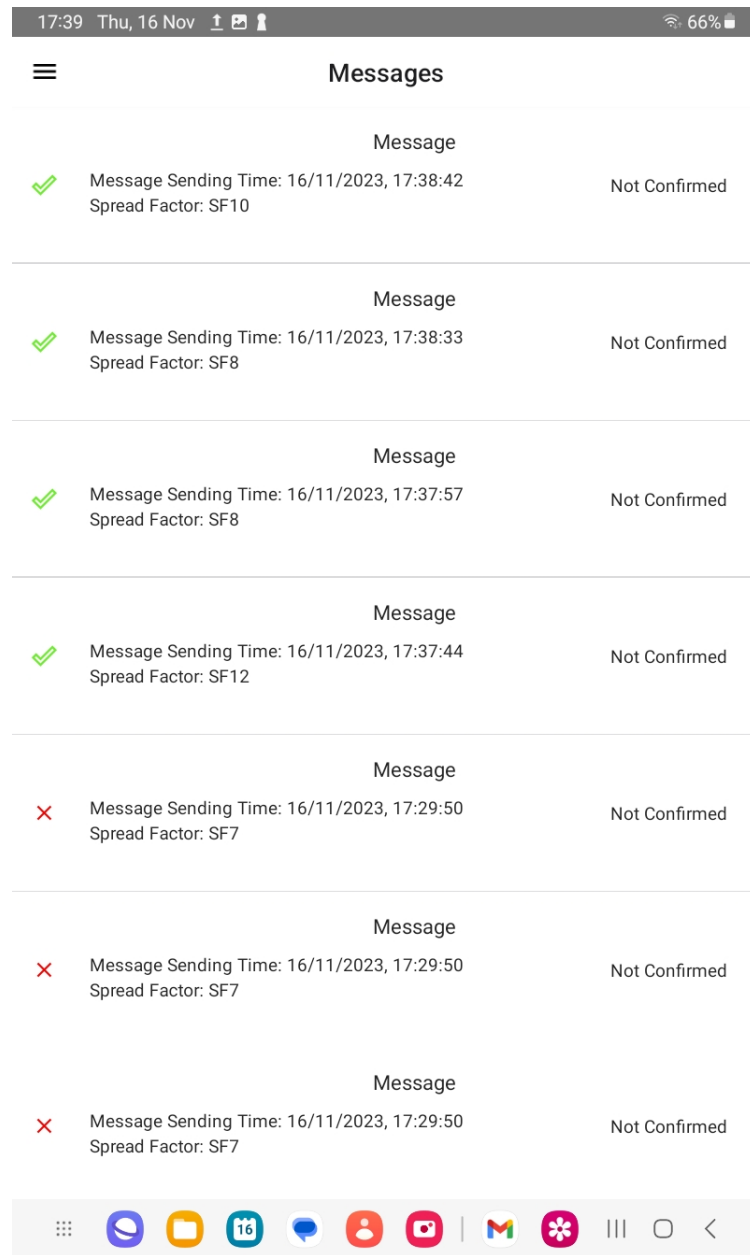 17:39 Thu, 16 Nov 66%
Messages
Message
Message Sending Time: 16/11/2023, 17:38:42
Spread Factor: SF10
Not Confirmed
Message
Message Sending Time: 16/11/2023, 17:38:33
Spread Factor: SF8
Not Confirmed
Message
Message Sending Time: 16/11/2023, 17:37:57
Spread Factor: SF8
Not Confirmed
Message
Message Sending Time: 16/11/2023, 17:37:44
Spread Factor: SF12
Not Confirmed
Message
Message Sending Time: 16/11/2023, 17:29:50
Spread Factor: SF7
Not Confirmed
Message
Message Sending Time: 16/11/2023, 17:29:50
Spread Factor: SF7
Not Confirmed
Message
Message Sending Time: 16/11/2023, 17:29:50
Spread Factor: SF7
Not Confirmed
16